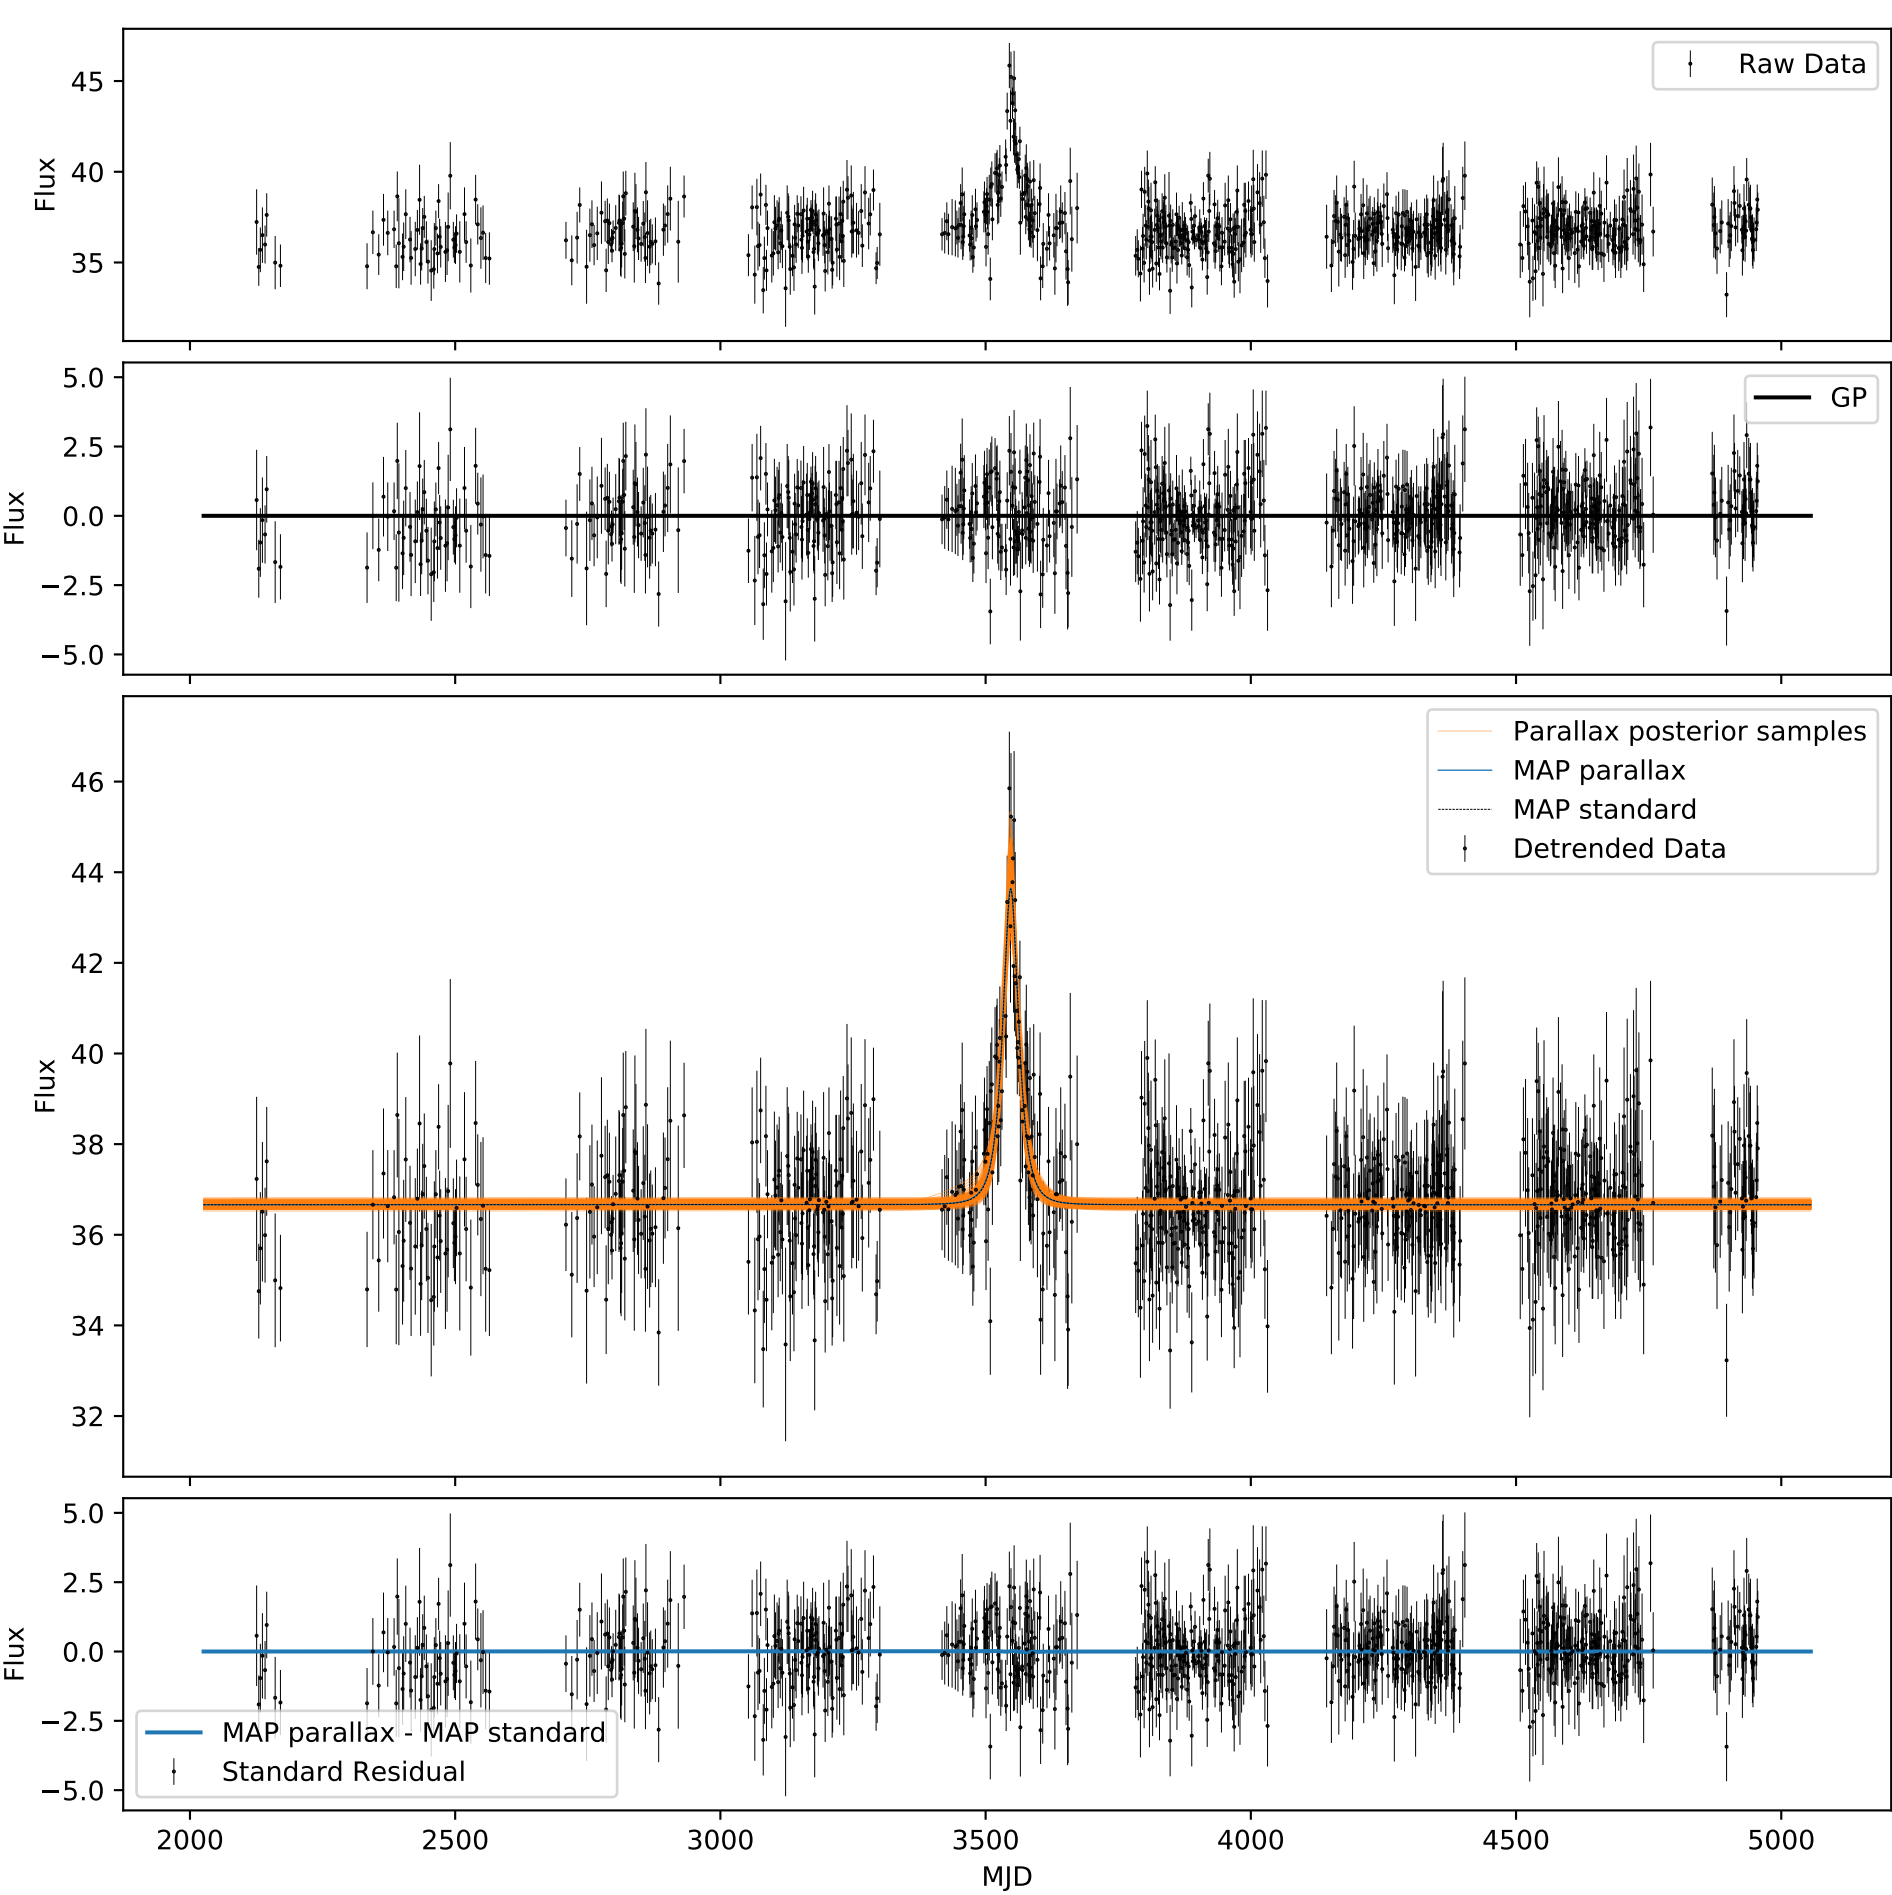 45
40
35
Flux
Raw Data
5.0
2.5
0.0
−2.5
−5.0
Flux
GP
46
44
42
40
38
36
34
32
Flux
Parallax posterior samples
MAP parallax
MAP standard
Detrended Data
5.0
2.5
0.0
−2.5
−5.0
Flux
MAP parallax - MAP standard
Standard Residual
2000 2500 3000 3500 4000 4500 5000
MJD